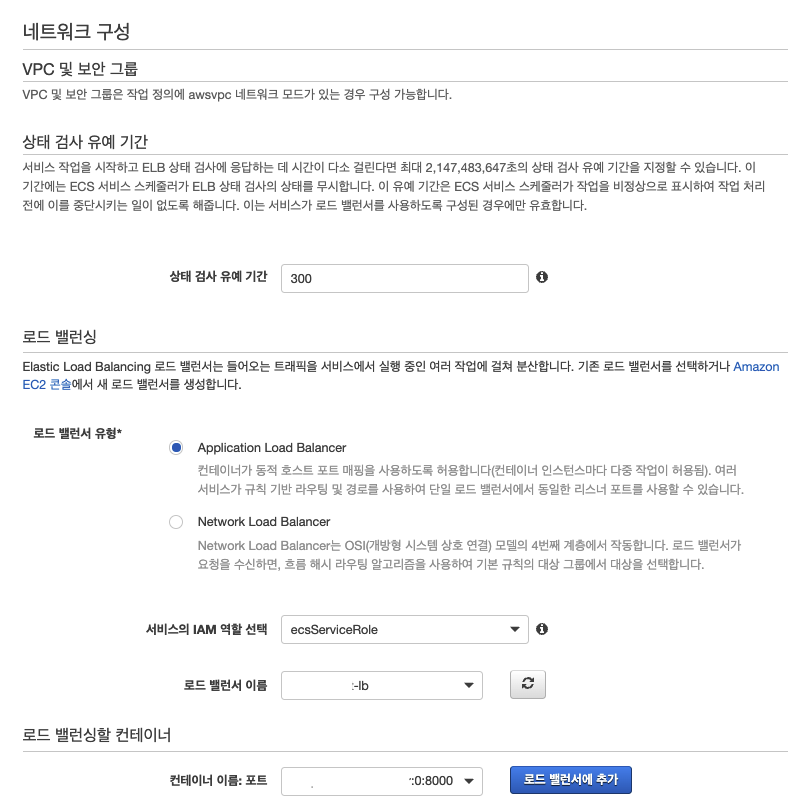 네트워크 구성
VPC 및 보안 그룹
VPC 및 보안 그룹은 작업 정의에 awsvpc 네트워크 모드가 있는 경우 구성 가능합니다.
상태 검사 유예 기간
서비스 작업을 시작하고 ELB 상태 검사에 응답하는 데 시간이 다소 걸린다면 최대 2,147,483,647초의 상태 검사 유예 기간을 지정할 수 있습니다. 이
기간에는 ECS 서비스 스케줄러가 ELB 상태 검사의 상태를 무시합니다. 이 유예 기간은 ECS 서비스 스케줄러가 작업을 비정상으로 표시하여 작업 처리
전에 이를 중단시키는 일이 없도록 해줍니다. 이는 서비스가 로드 밸런서를 사용하도록 구성된 경우에만 유효합니다.
상태 검사 유예 기간 300
로드 밸런싱
Elastic Load Balancing 로드 밸런서는 들어오는 트래픽을 서비스에서 실행 중인 여러 작업에 걸쳐 분산합니다. 기존 로드 밸런서를 선택하거나 Amazon
EC2 콘솔에서 새 로드 밸런서를 생성합니다.
로드 밸런서 유형*
Application Load Balancer
컨테이너가 동적 호스트 포트 매핑을 사용하도록 허용합니다(컨테이너 인스턴스마다 다중 작업이 허용됨). 여러
서비스가 규칙 기반 라우팅 및 경로를 사용하여 단일 로드 밸런서에서 동일한 리스너 포트를 사용할 수 있습니다.
Network Load Balancer
Network Load Balancer는 OSI(개방형 시스템 상호 연결) 모델의 4번째 계층에서 작동합니다. 로드 밸런서가
요청을 수신하면, 흐름 해시 라우팅 알고리즘을 사용하여 기본 규칙의 대상 그룹에서 대상을 선택합니다.
서비스의 IAM 역할 선택 ecsServiceRole
로드 밸런서 이름 -lb
로드 밸런싱할 컨테이너
컨테이너 이름: 포트 :0:8000 로드 밸런서에 추가